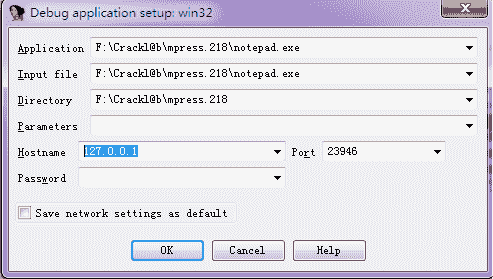 Debug application setup: win32
Application F:\Crackl@b\mpress.218\notepad.exe
Input file F:\Crackl@b\mpress.218\notepad.exe
Directory F:\Crackl@b\mpress.218
Parameters
Hostname 127.0.0.1 Port 23946
Password
Save network settings as default
OK Cancel Help